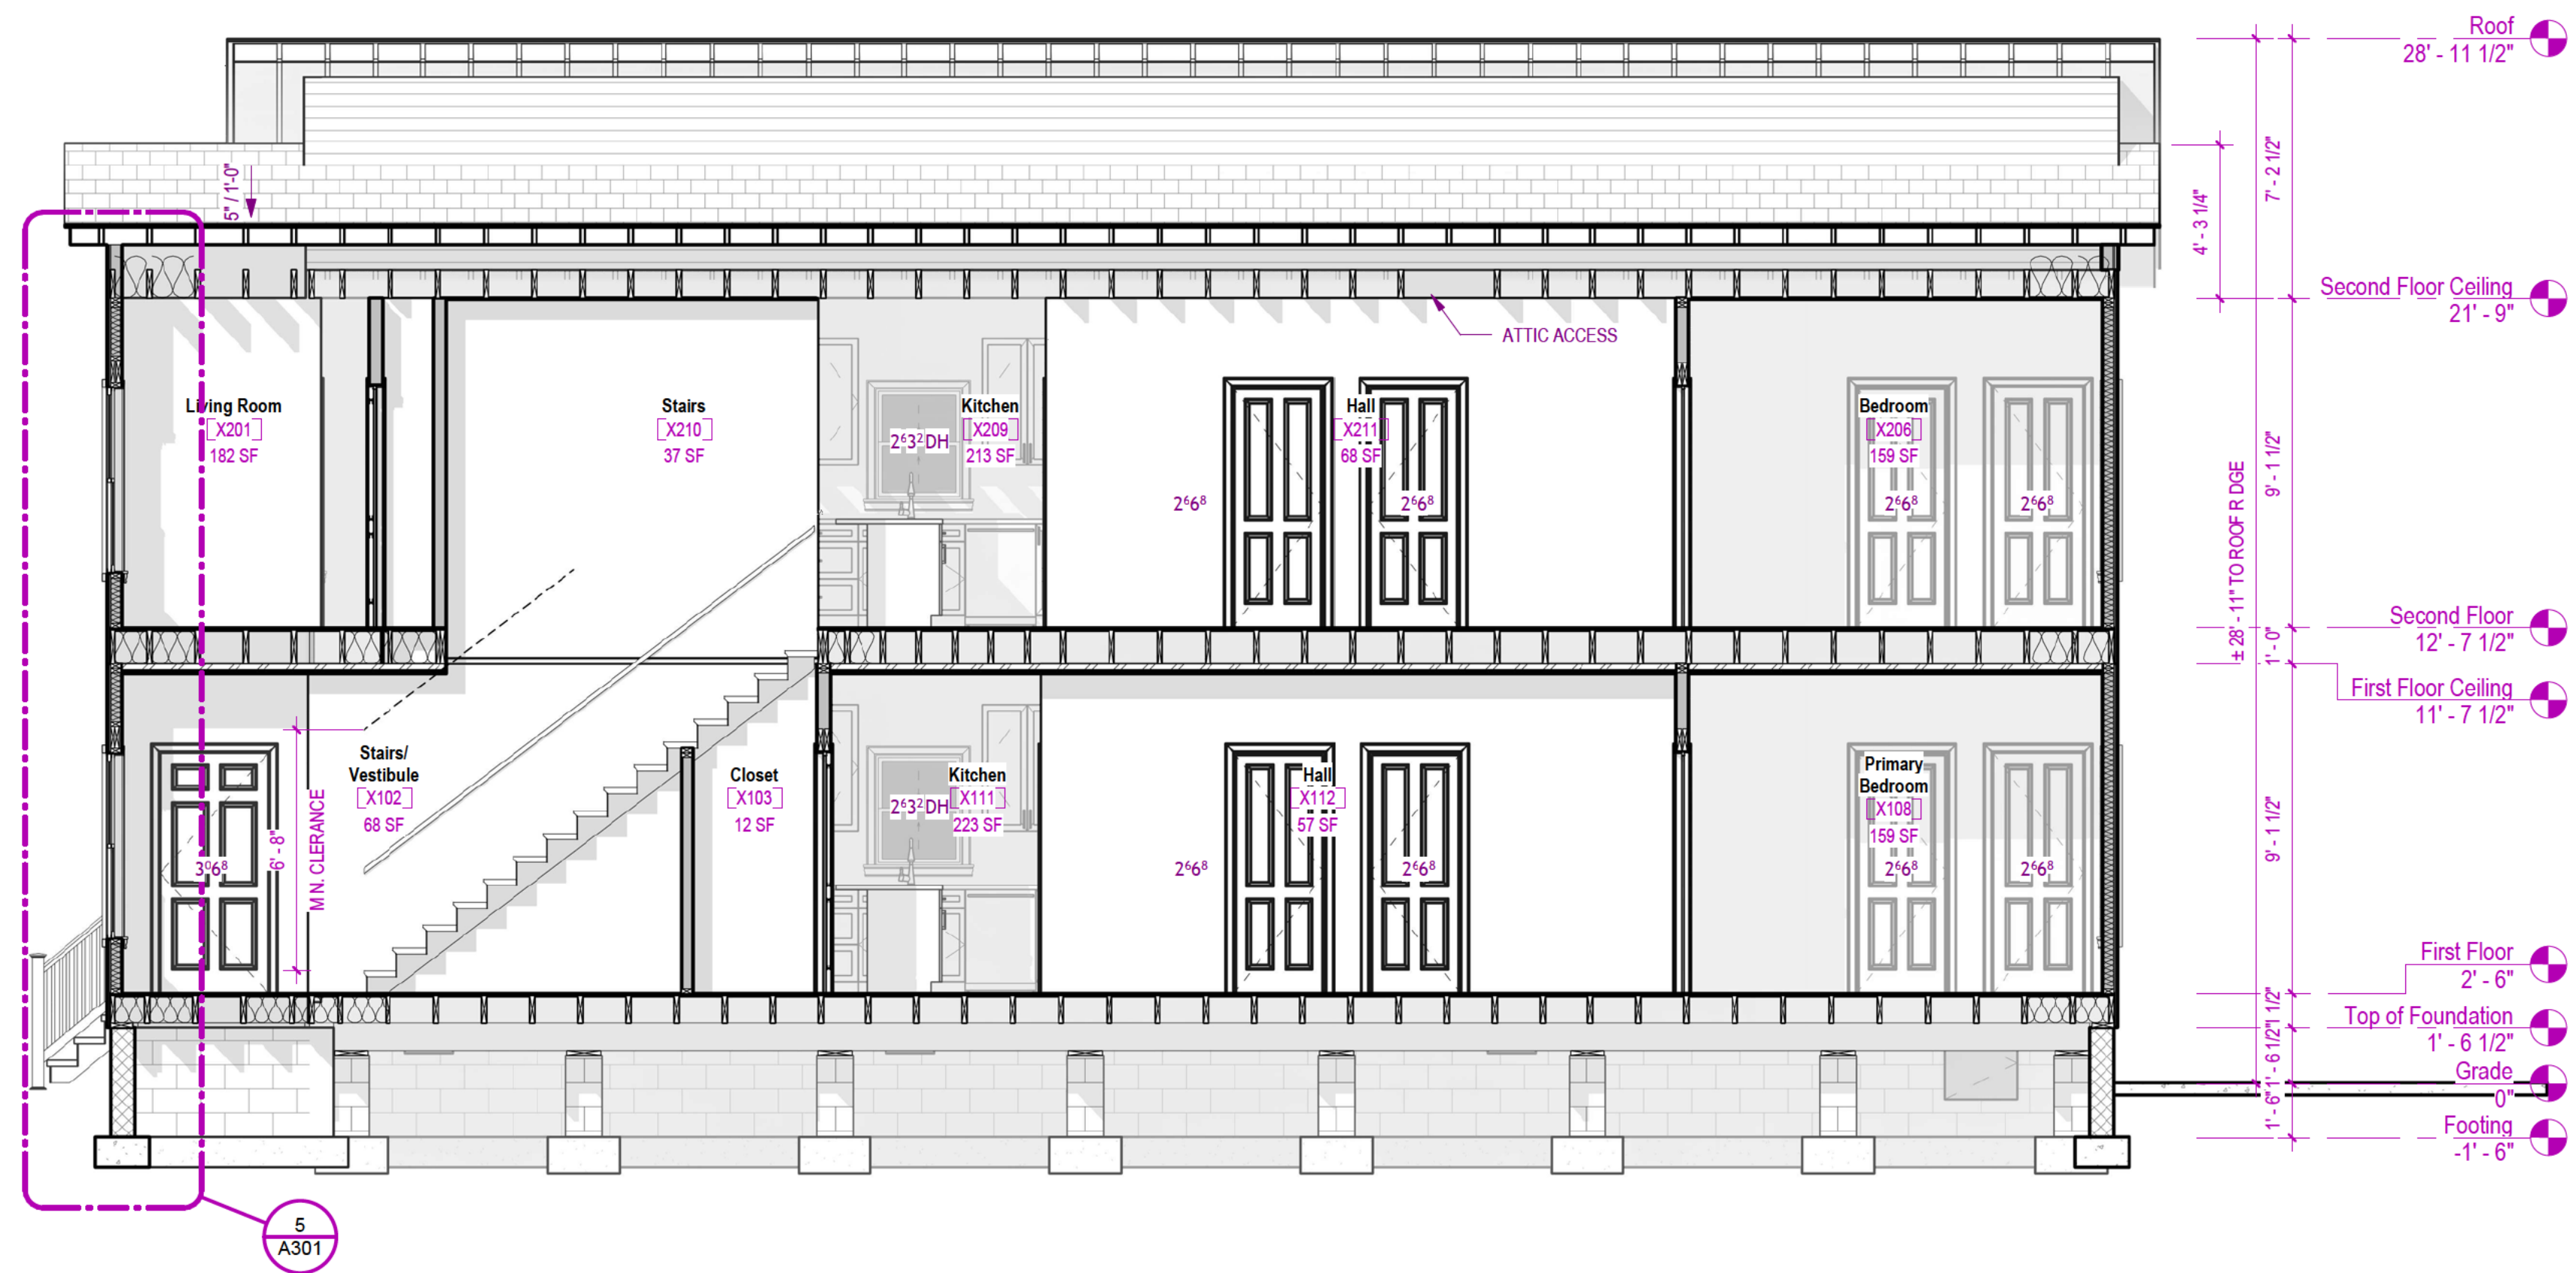 Roof
28' - 11 1/2"
5" / 1'-0"
7' - 2 1/2"
4' - 3 1/4"
Second Floor Ceiling
21' - 9"
ATTIC ACCESS
Living Room
X201
182 SF
Stairs
X210
37 SF
2⁶3² DH
Kitchen
X209
213 SF
Hall
X211
68 SF
2⁶6⁸
2⁶6⁸
Bedroom
X206
159 SF
2⁶6⁸
2⁶6⁸
9' - 1 1/2"
± 28' - 11" TO ROOF R DGE
Second Floor
12' - 7 1/2"
1' - 0"
First Floor Ceiling
11' - 7 1/2"
Stairs/
Vestibule
X102
68 SF
Closet
X103
12 SF
2⁶3² DH
Kitchen
X111
223 SF
Hall
X112
57 SF
Primary
Bedroom
X108
159 SF
3⁰6⁸
6' - 8"
M N. CLERANCE
2⁶6⁸
2⁶6⁸
2⁶6⁸
2⁶6⁸
9' - 1 1/2"
First Floor
2' - 6"
Top of Foundation
1' - 6 1/2"
1' - 6 1/2"
Grade
0"
1' - 6"
Footing
-1' - 6"
5
A301